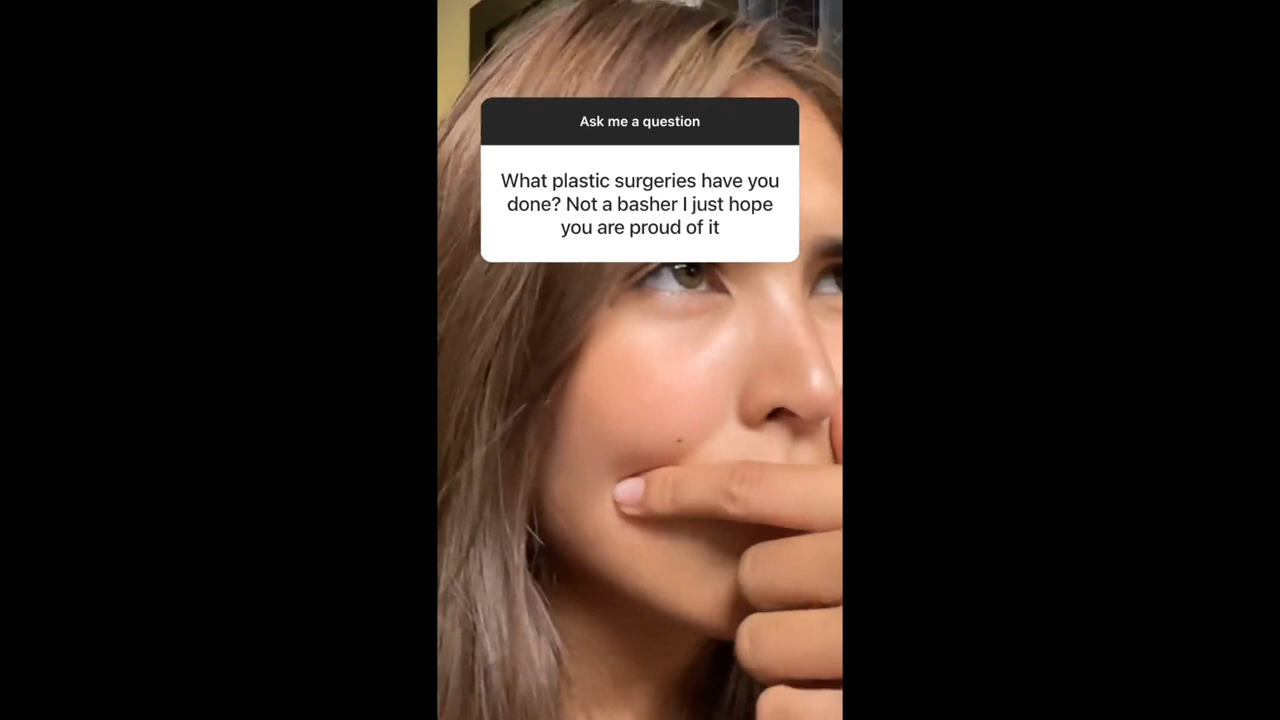 Ask me a question
What plastic surgeries have you
done? Not a basher I just hope
you are proud of it